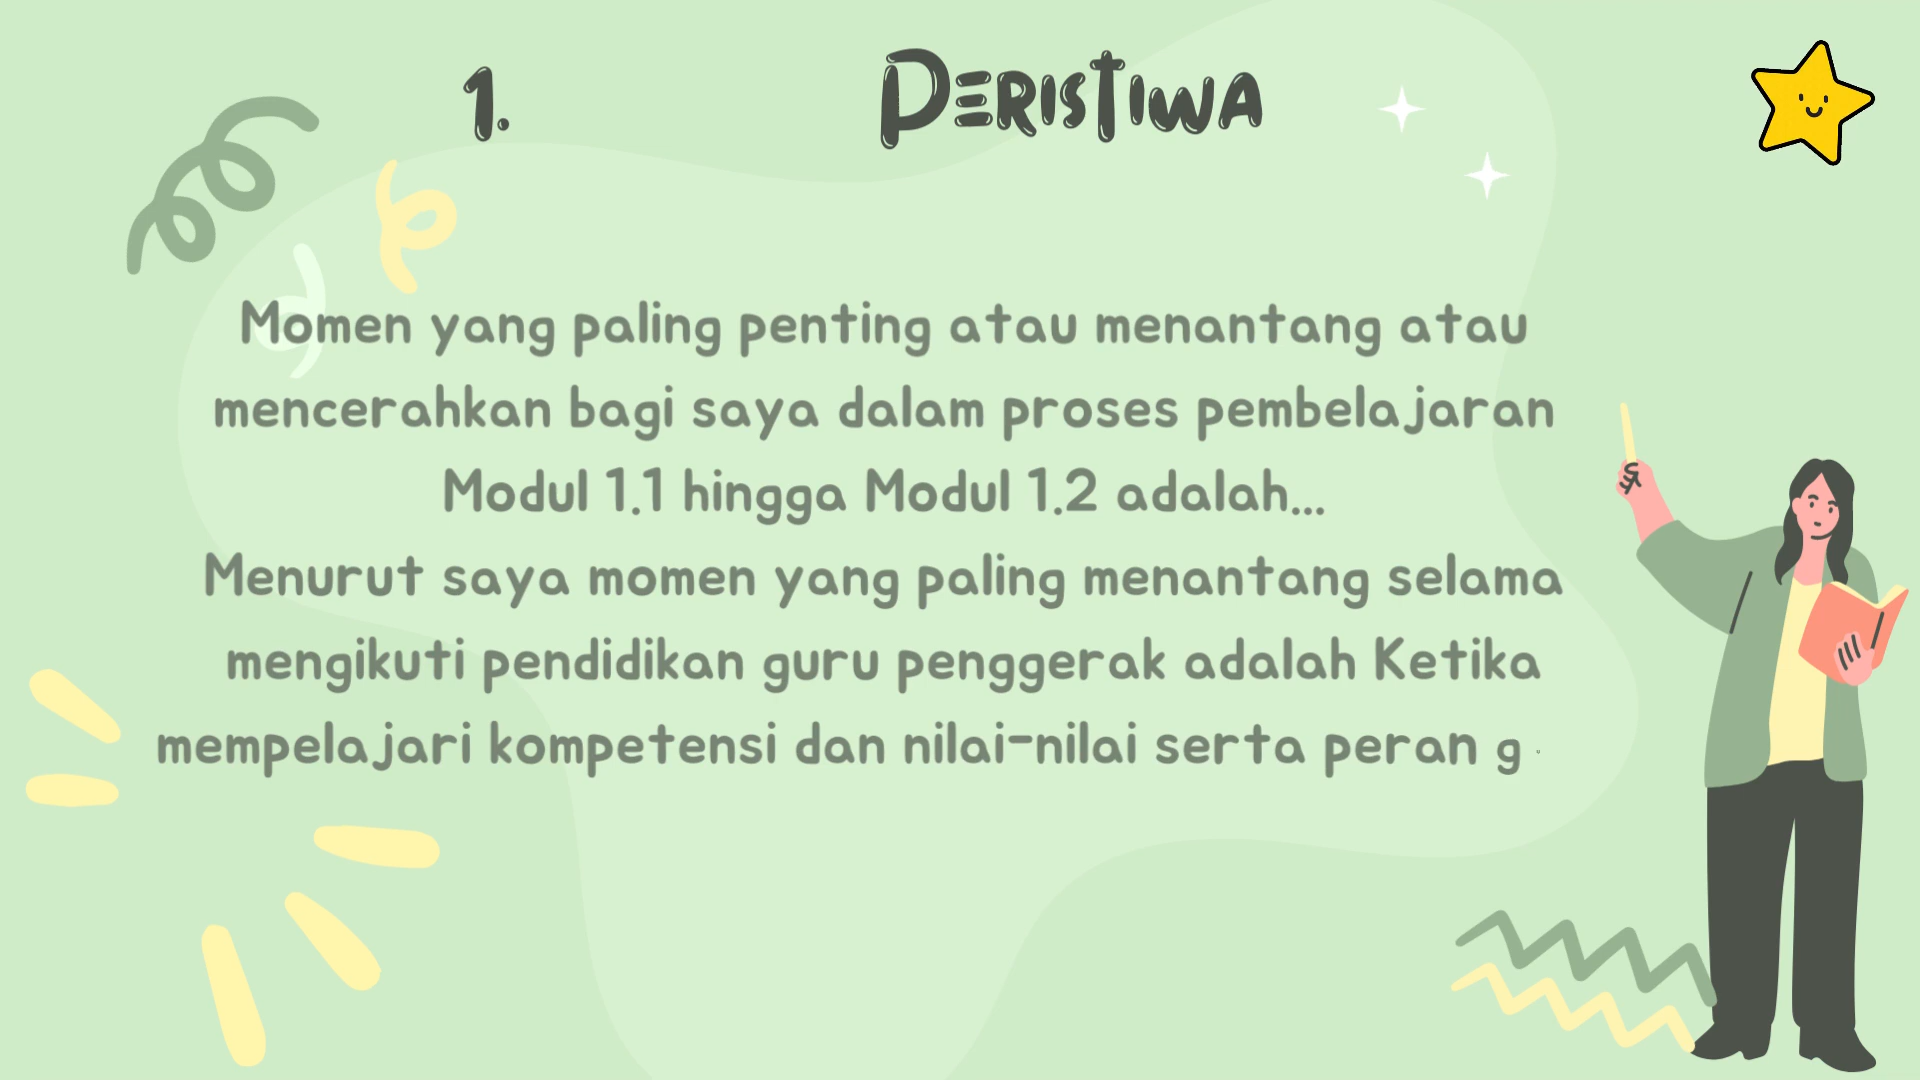 1. Peristiwa
Momen yang paling penting atau menantang atau
mencerahkan bagi saya dalam proses pembelajaran
Modul 1.1 hingga Modul 1.2 adalah...
Menurut saya momen yang paling menantang selama
mengikuti pendidikan guru penggerak adalah Ketika
mempelajari kompetensi dan nilai-nilai serta peran g